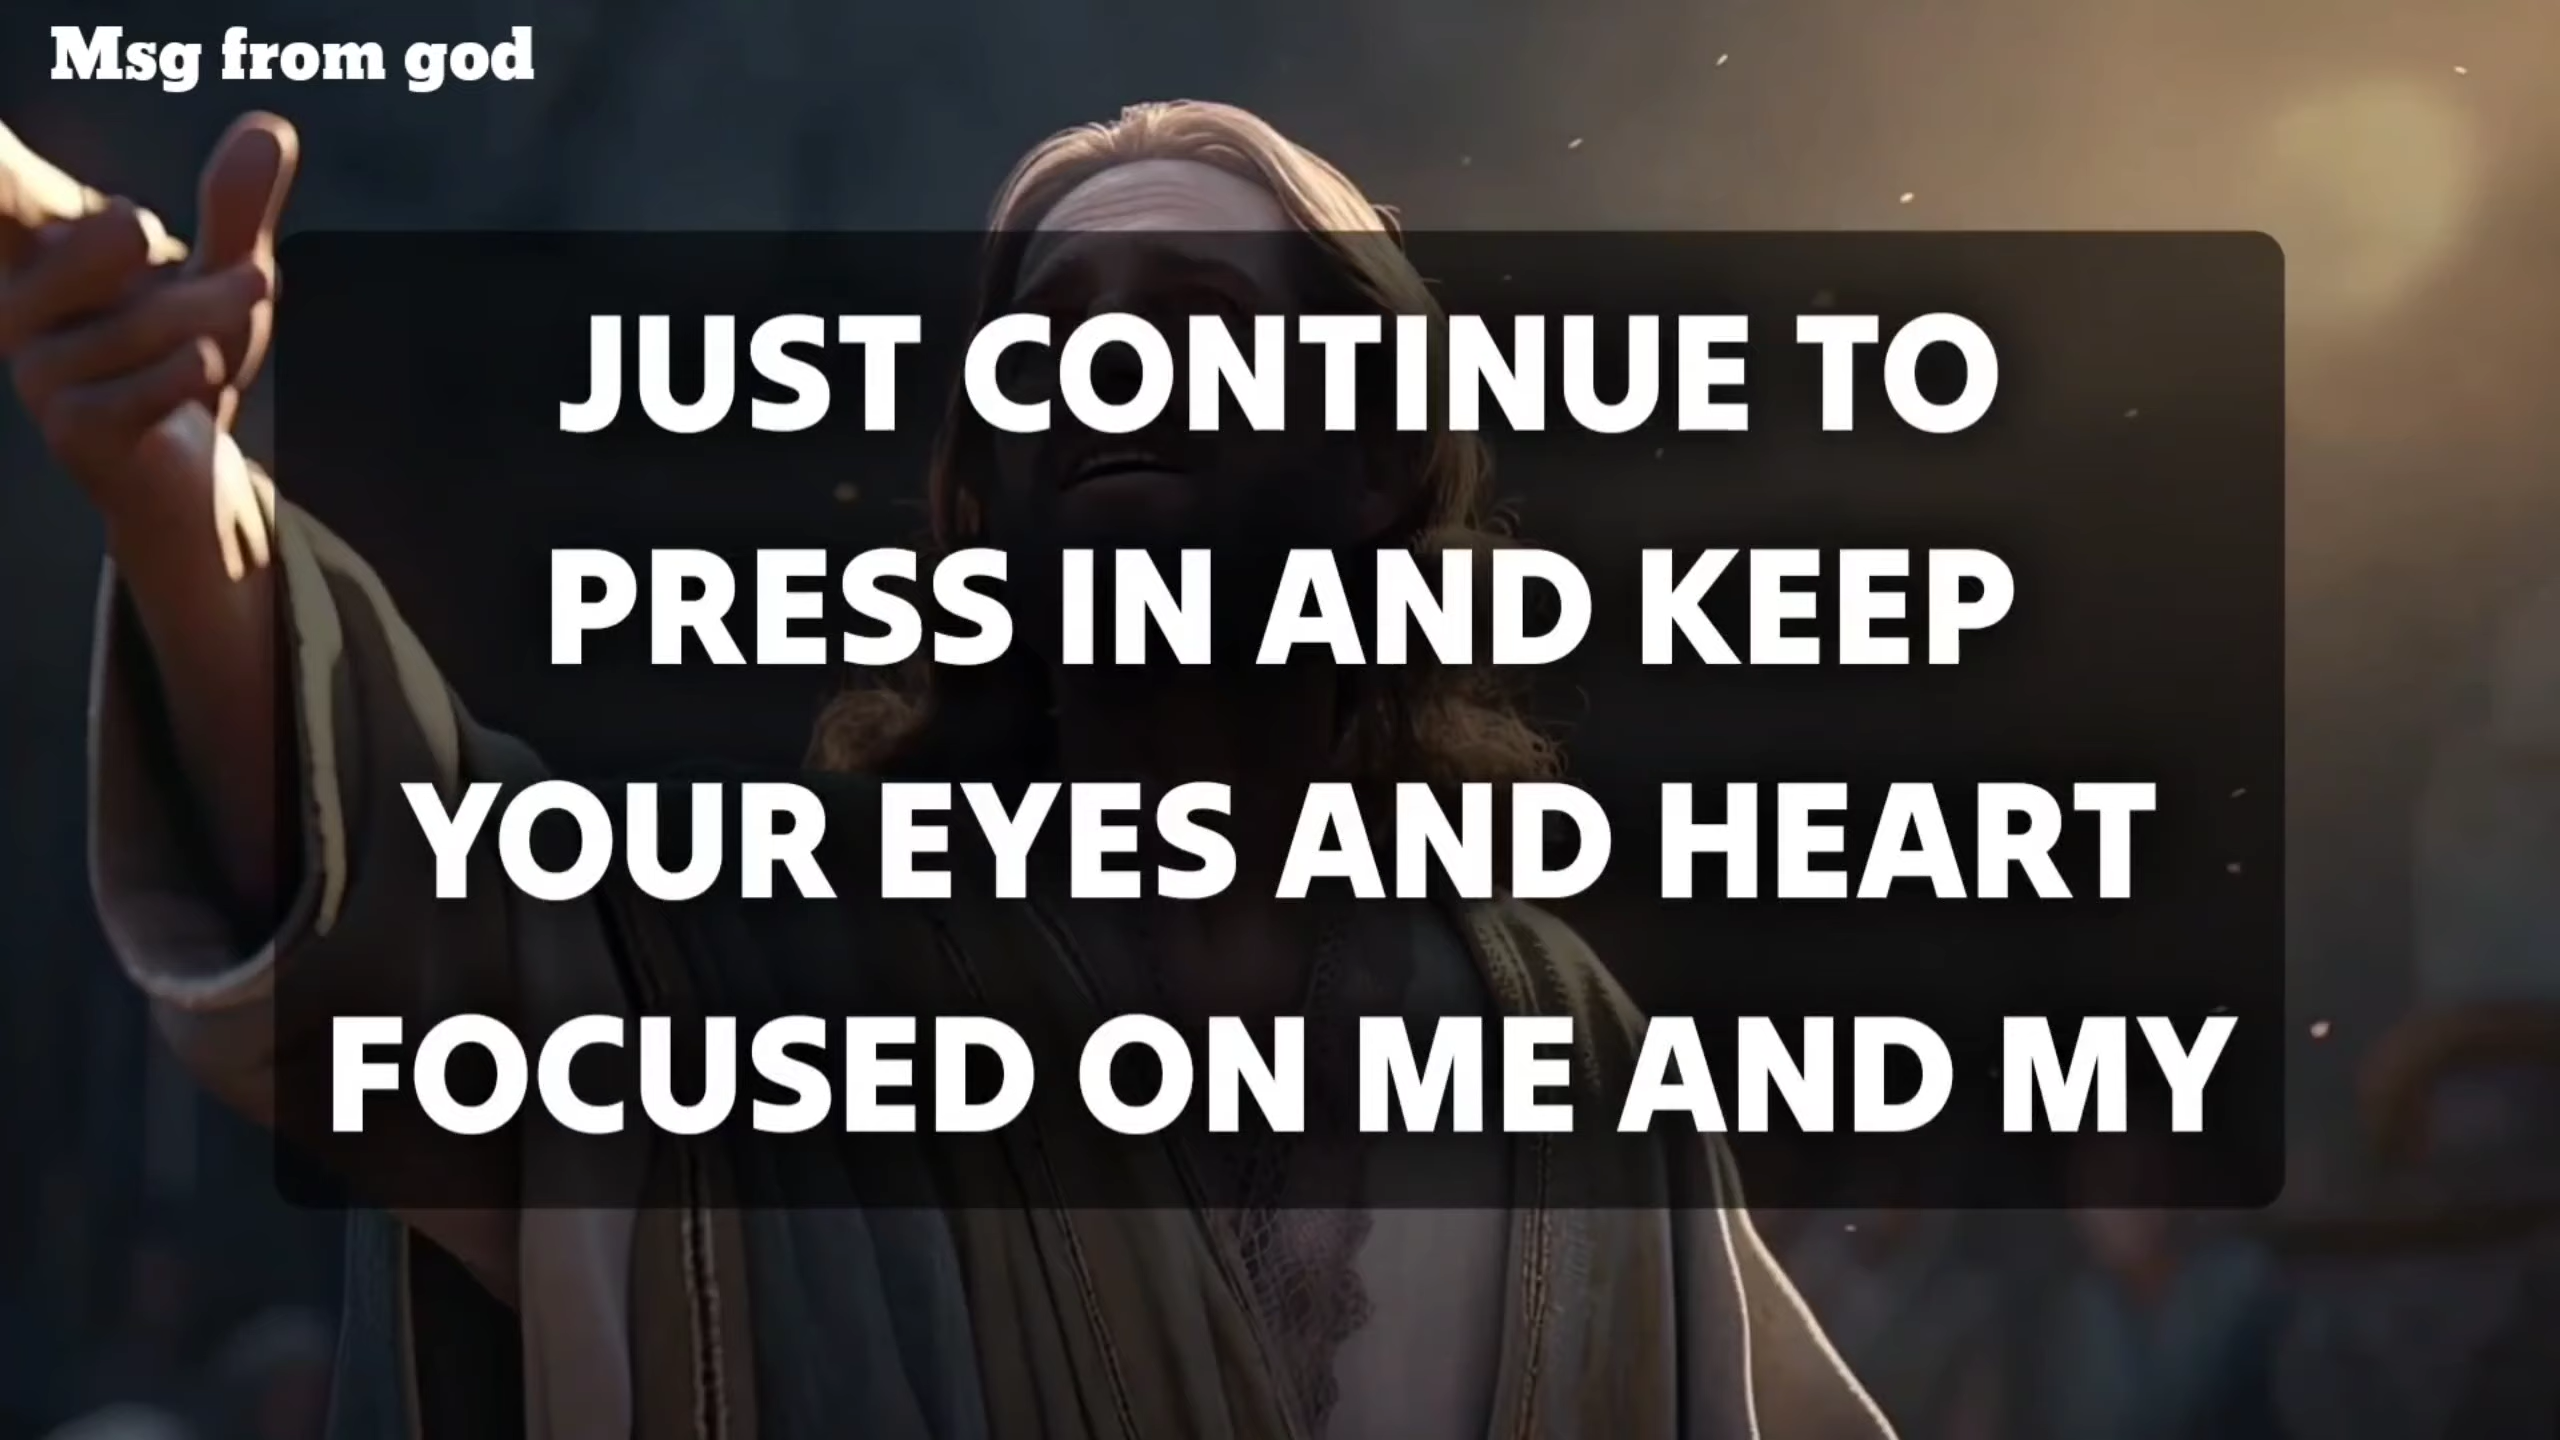 Msg from god
JUST CONTINUE TO
PRESS IN AND KEEP
YOUR EYES AND HEART
FOCUSED ON ME AND MY